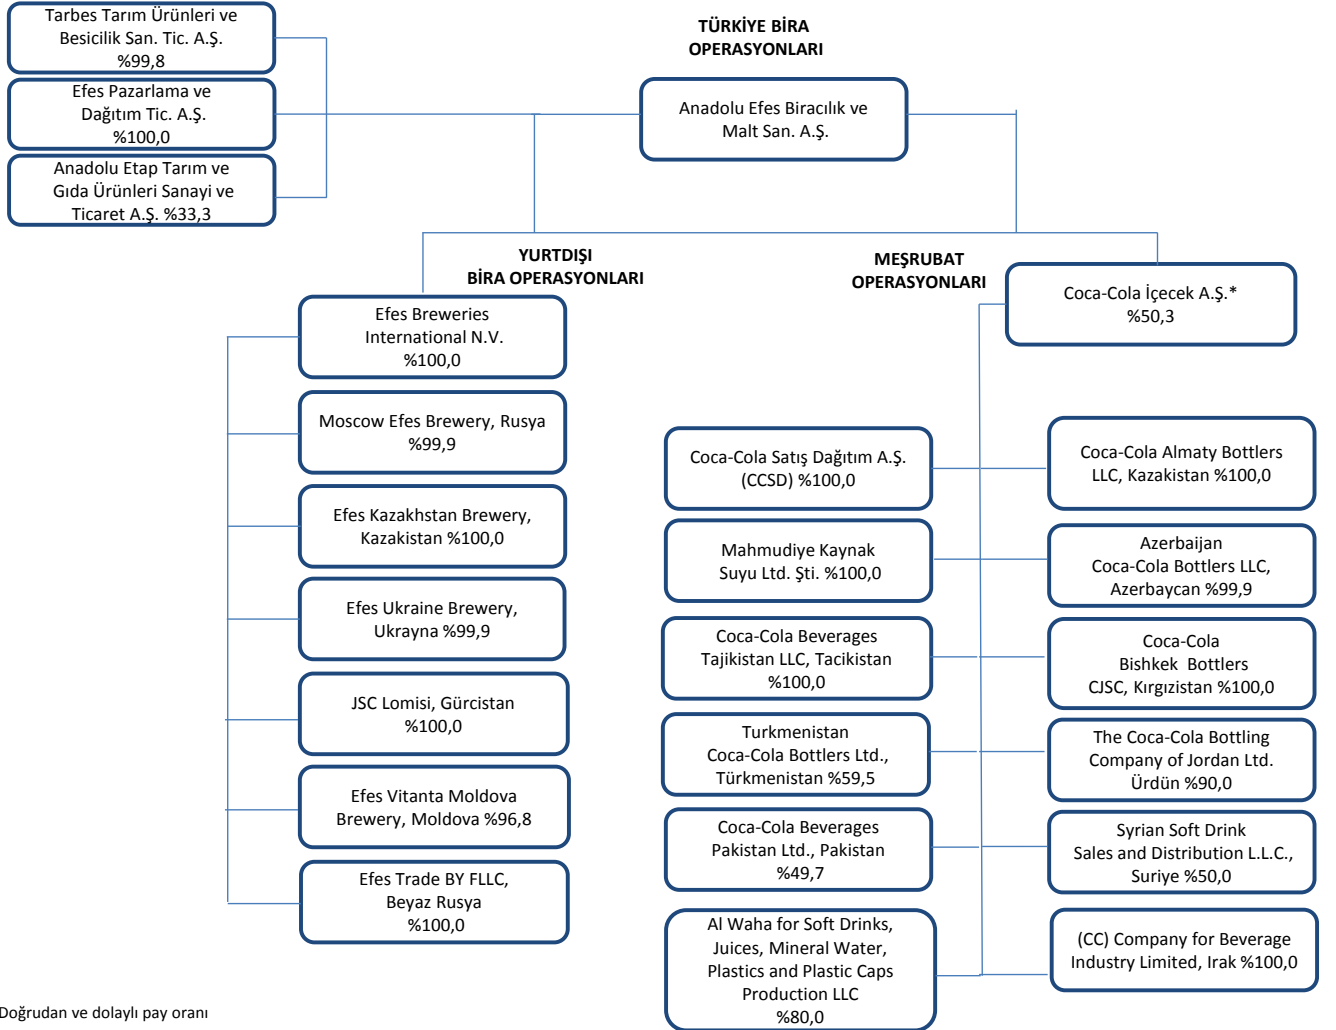 Tarbes Tarım Ürünleri ve
Besicilik San. Tic. A.Ş.
%99,8
Efes Pazarlama ve
Dağıtım Tic. A.Ş.
%100,0
Anadolu Etap Tarım ve
Gıda Ürünleri Sanayi ve
Ticaret A.Ş. %33,3
TÜRKİYE BİRA
OPERASYONLARI
Anadolu Efes Biracılık ve
Malt San. A.Ş.
YURTDIŞI
BİRA OPERASYONLARI
MEŞRUBAT
OPERASYONLARI
Coca-Cola İçecek A.Ş.*
%50,3
Efes Breweries
International N.V.
%100,0
Moscow Efes Brewery, Rusya
%99,9
Efes Kazakhstan Brewery,
Kazakistan %100,0
Efes Ukraine Brewery,
Ukrayna %99,9
JSC Lomisi, Gürcistan
%100,0
Efes Vitanta Moldova
Brewery, Moldova %96,8
Efes Trade BY FLLC,
Beyaz Rusya
%100,0
Coca-Cola Satış Dağıtım A.Ş.
(CCSD) %100,0
Mahmudiye Kaynak
Suyu Ltd. Şti. %100,0
Coca-Cola Beverages
Tajikistan LLC, Tacikistan
%100,0
Turkmenistan
Coca-Cola Bottlers Ltd.,
Türkmenistan %59,5
Coca-Cola Beverages
Pakistan Ltd., Pakistan
%49,7
Al Waha for Soft Drinks,
Juices, Mineral Water,
Plastics and Plastic Caps
Production LLC
%80,0
Coca-Cola Almaty Bottlers
LLC, Kazakistan %100,0
Azerbaijan
Coca-Cola Bottlers LLC,
Azerbaycan %99,9
Coca-Cola
Bishkek Bottlers
CJSC, Kırgızistan %100,0
The Coca-Cola Bottling
Company of Jordan Ltd.
Ürdün %90,0
Syrian Soft Drink
Sales and Distribution L.L.C.,
Suriye %50,0
(CC) Company for Beverage
Industry Limited, Irak %100,0
Doğrudan ve dolaylı pay oranı